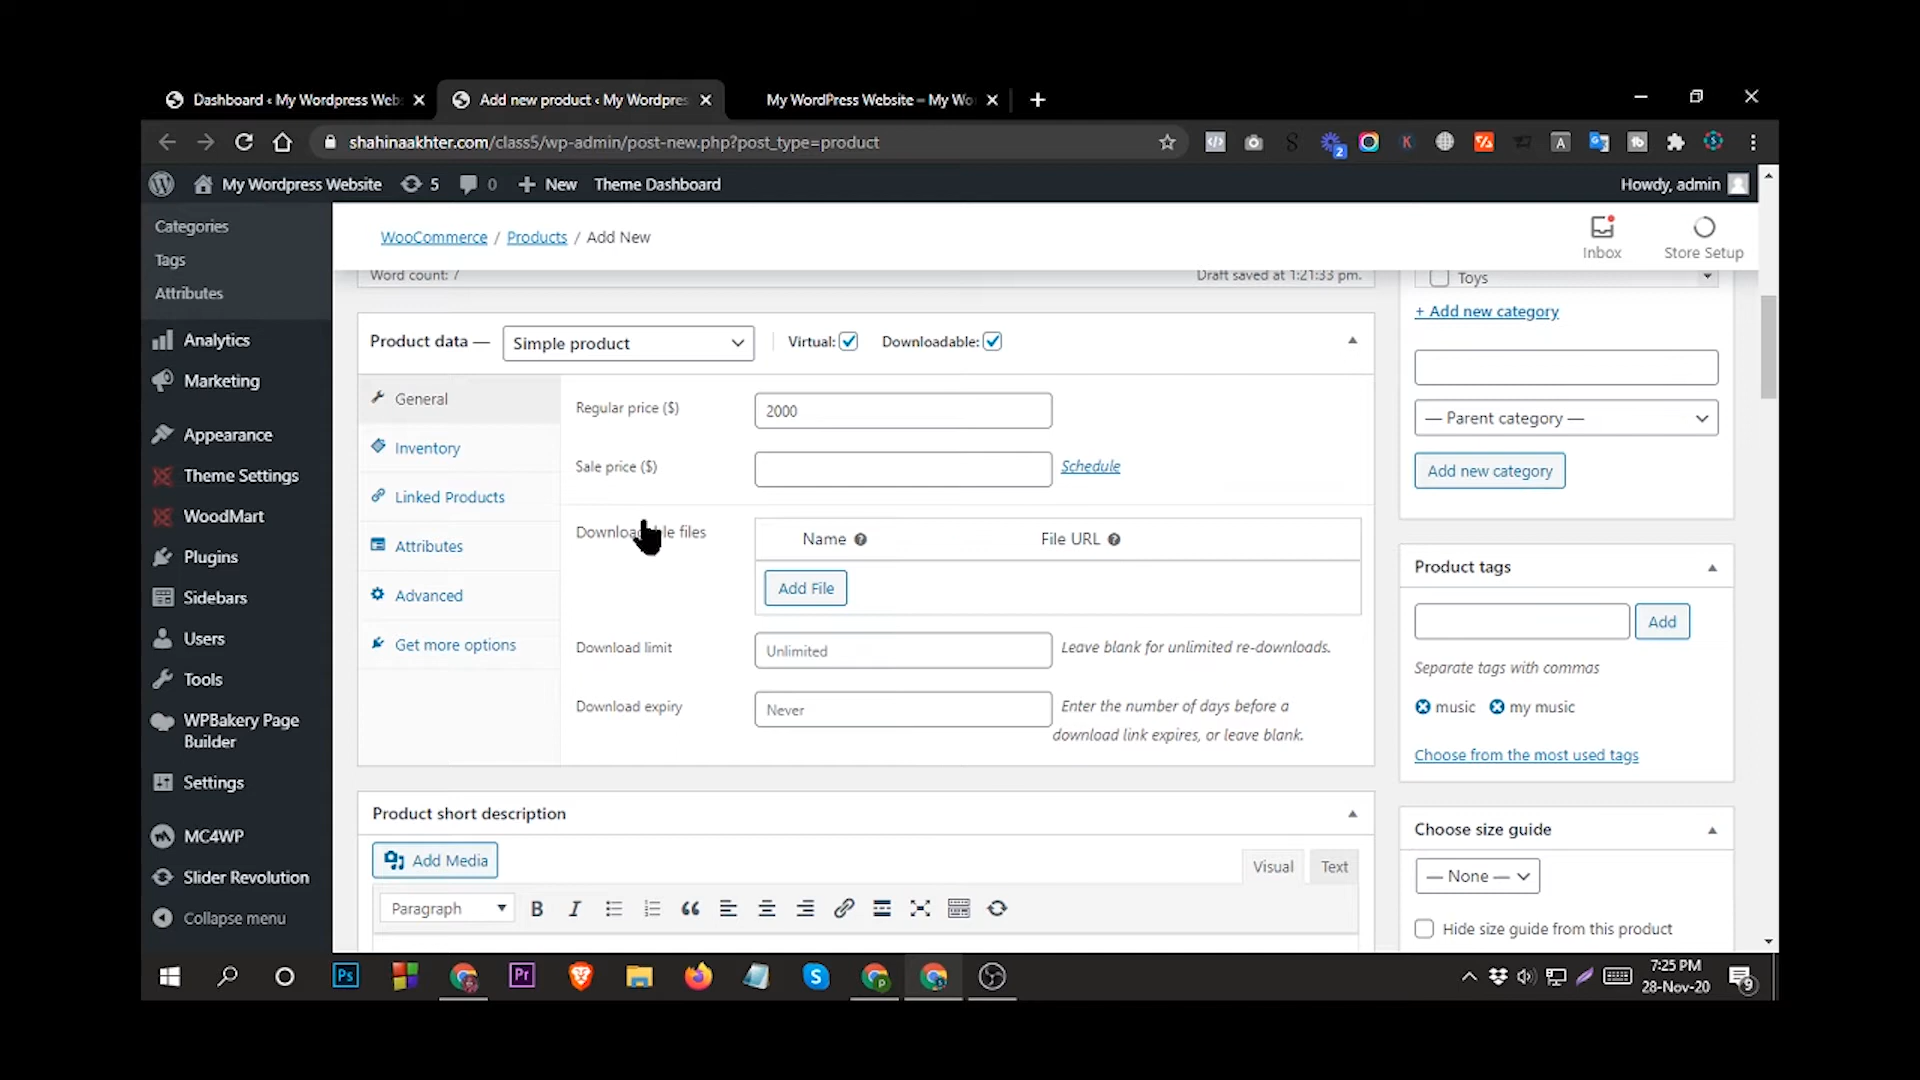 Dashboard ‹ My Wordpress Web
Add new product ‹ My Wordpres
My WordPress Website – My Wo
shahinaakhter.com/class5/wp-admin/post-new.php?post_type=product
My Wordpress Website
5
0
New
Theme Dashboard
Howdy, admin
Categories
Tags
Attributes
Analytics
Marketing
Appearance
Theme Settings
WoodMart
Plugins
Sidebars
Users
Tools
WPBakery Page
Builder
Settings
MC4WP
Slider Revolution
Collapse menu
WooCommerce / Products / Add New
Inbox
Store Setup
Word count: 7
Draft saved at 1:21:33 pm.
Product data —
Simple product
Virtual:
Downloadable:
General
Inventory
Linked Products
Attributes
Advanced
Get more options
Regular price ($)
2000
Sale price ($)
Schedule
Downloadable files
Name
File URL
Add File
Download limit
Unlimited
Leave blank for unlimited re-downloads.
Download expiry
Never
Enter the number of days before a
download link expires, or leave blank.
Product short description
Add Media
Visual
Text
Paragraph
B
I
Toys
+ Add new category
— Parent category —
Add new category
Product tags
Add
Separate tags with commas
music
my music
Choose from the most used tags
Choose size guide
— None —
Hide size guide from this product
Ps
Pr
7:25 PM
28-Nov-20
9